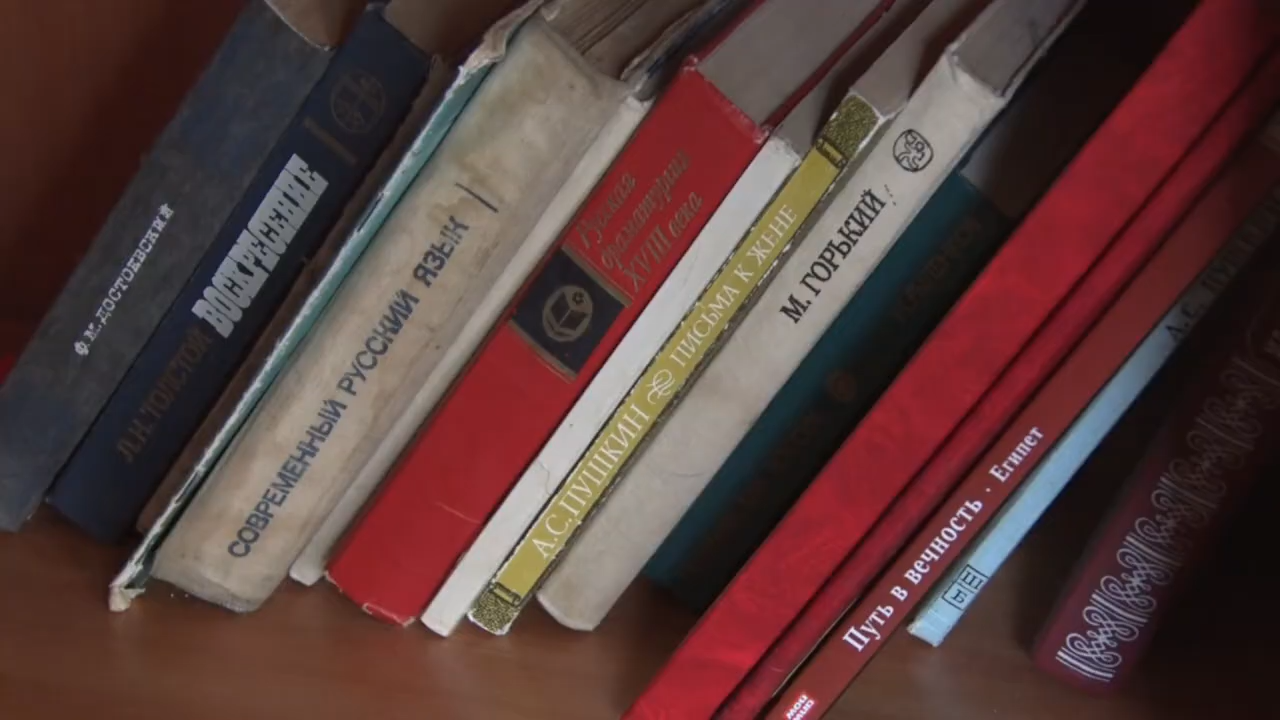 Ф. М. ДОСТОЕВСКИЙ
Л.Н. ТОЛСТОЙ
ВОСКРЕСЕНИЕ
СОВРЕМЕННЫЙ РУССКИЙ ЯЗЫК
Русская
драматургия
XVIII века
А.С.ПУШКИН ПИСЬМА К ЖЕНЕ
М. ГОРЬКИЙ
Путь в вечность · Египет
А. С.